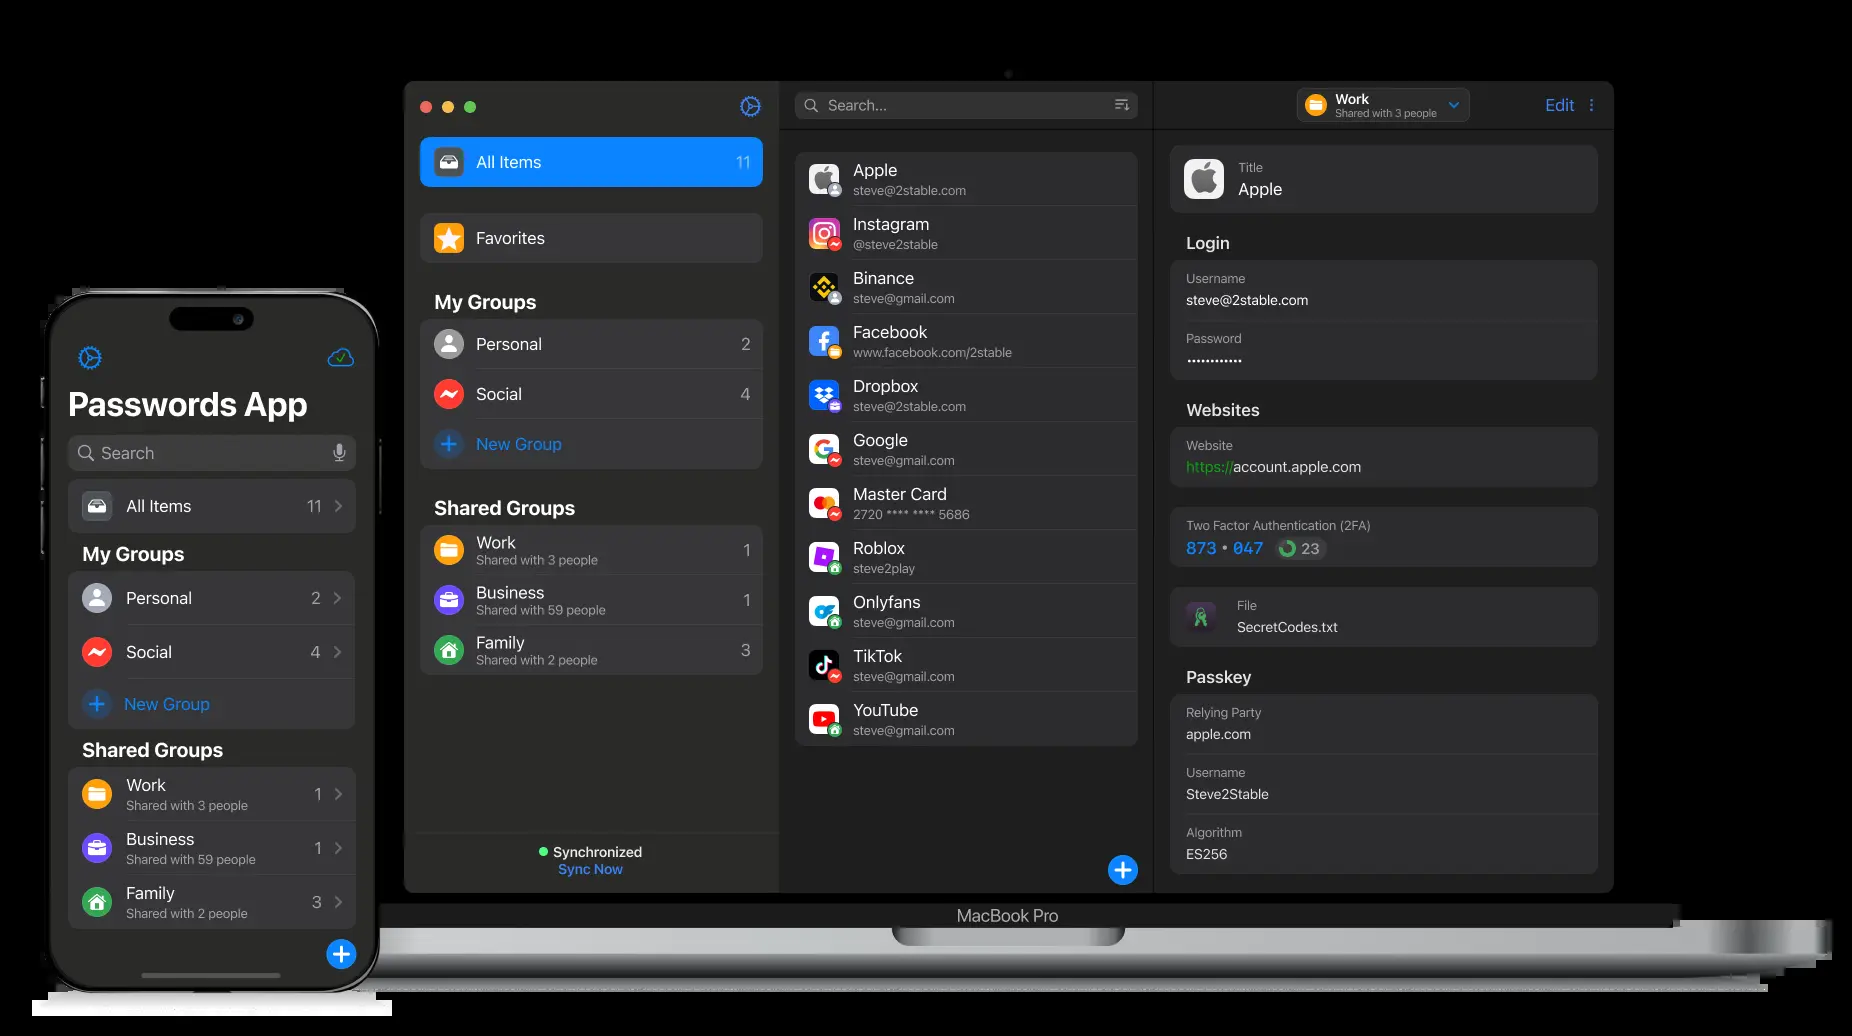 Passwords App
Search
All Items 11
My Groups
Personal 2
Social 4
New Group
Shared Groups
Work 1
Shared with 3 people
Business 1
Shared with 59 people
Family 3
Shared with 2 people
All Items 11
Favorites
My Groups
Personal 2
Social 4
New Group
Shared Groups
Work 1
Shared with 3 people
Business 1
Shared with 59 people
Family 3
Shared with 2 people
Synchronized
Sync Now
Search...
Apple
steve@2stable.com
Instagram
@steve2stable
Binance
steve@gmail.com
Facebook
www.facebook.com/2stable
Dropbox
steve@2stable.com
Google
steve@gmail.com
Master Card
2720 **** **** 5686
Roblox
steve2play
Onlyfans
steve@gmail.com
TikTok
steve@gmail.com
YouTube
steve@gmail.com
Work
Shared with 3 people
Edit
Title
Apple
Login
Username
steve@2stable.com
Password
••••••••••••
Websites
Website
https://account.apple.com
Two Factor Authentication (2FA)
873 • 047 23
File
SecretCodes.txt
Passkey
Relying Party
apple.com
Username
Steve2Stable
Algorithm
ES256
MacBook Pro